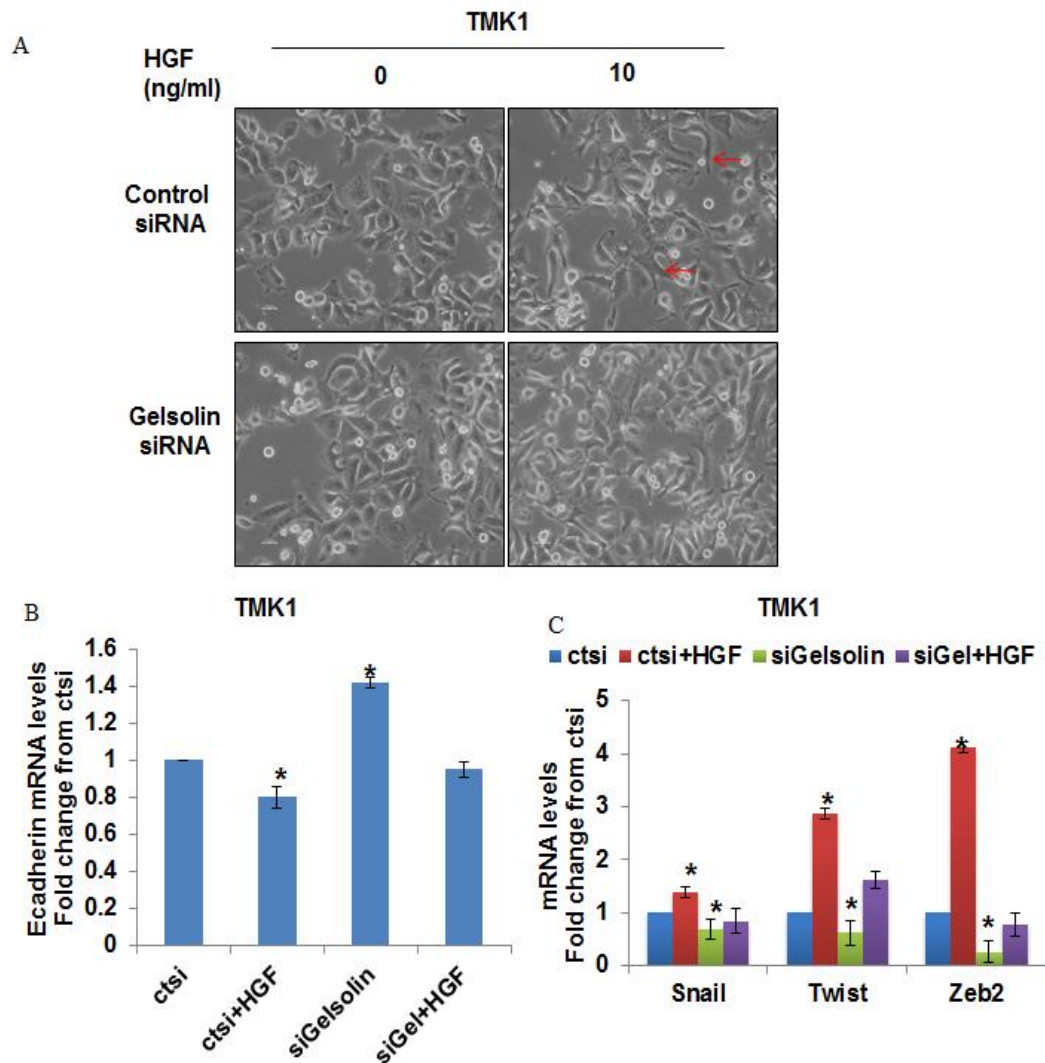 A
TMK1
HGF
(ng/ml)
0
10
Control
siRNA
Gelsolin
siRNA
B
TMK1
Ecadherin mRNA levels
Fold change from ctsi
1.6
1.4
1.2
1
0.8
0.6
0.4
0.2
0
*
*
ctsi
ctsi+HGF
siGelsolin
siGel+HGF
C
TMK1
ctsi
ctsi+HGF
siGelsolin
siGel+HGF
mRNA levels
Fold change from ctsi
5
4
3
2
1
0
*
*
*
*
*
*
Snail
Twist
Zeb2